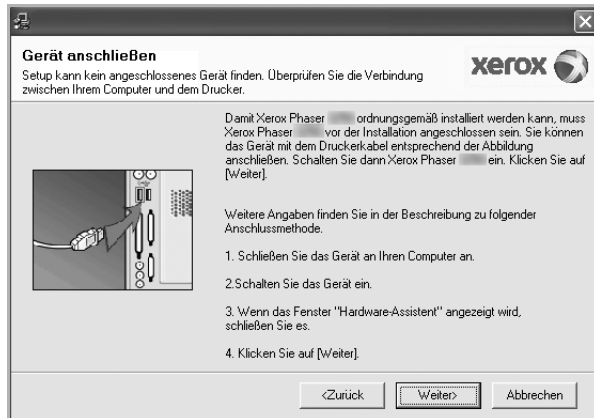 Gerät anschließen
Setup kann kein angeschlossenes Gerät finden. Überprüfen Sie die Verbindung
zwischen Ihrem Computer und dem Drucker.
xerox
Damit Xerox Phaser ordnungsgemäß installiert werden kann, muss
Xerox Phaser vor der Installation angeschlossen sein. Sie können
das Gerät mit dem Druckerkabel entsprechend der Abbildung
anschließen. Schalten Sie dann Xerox Phaser ein. Klicken Sie auf
[Weiter].
Weitere Angaben finden Sie in der Beschreibung zu folgender
Anschlussmethode.
1. Schließen Sie das Gerät an Ihren Computer an.
2.Schalten Sie das Gerät ein.
3. Wenn das Fenster "Hardware-Assistent" angezeigt wird,
schließen Sie es.
4. Klicken Sie auf [Weiter].
<Zurück
Weiter>
Abbrechen